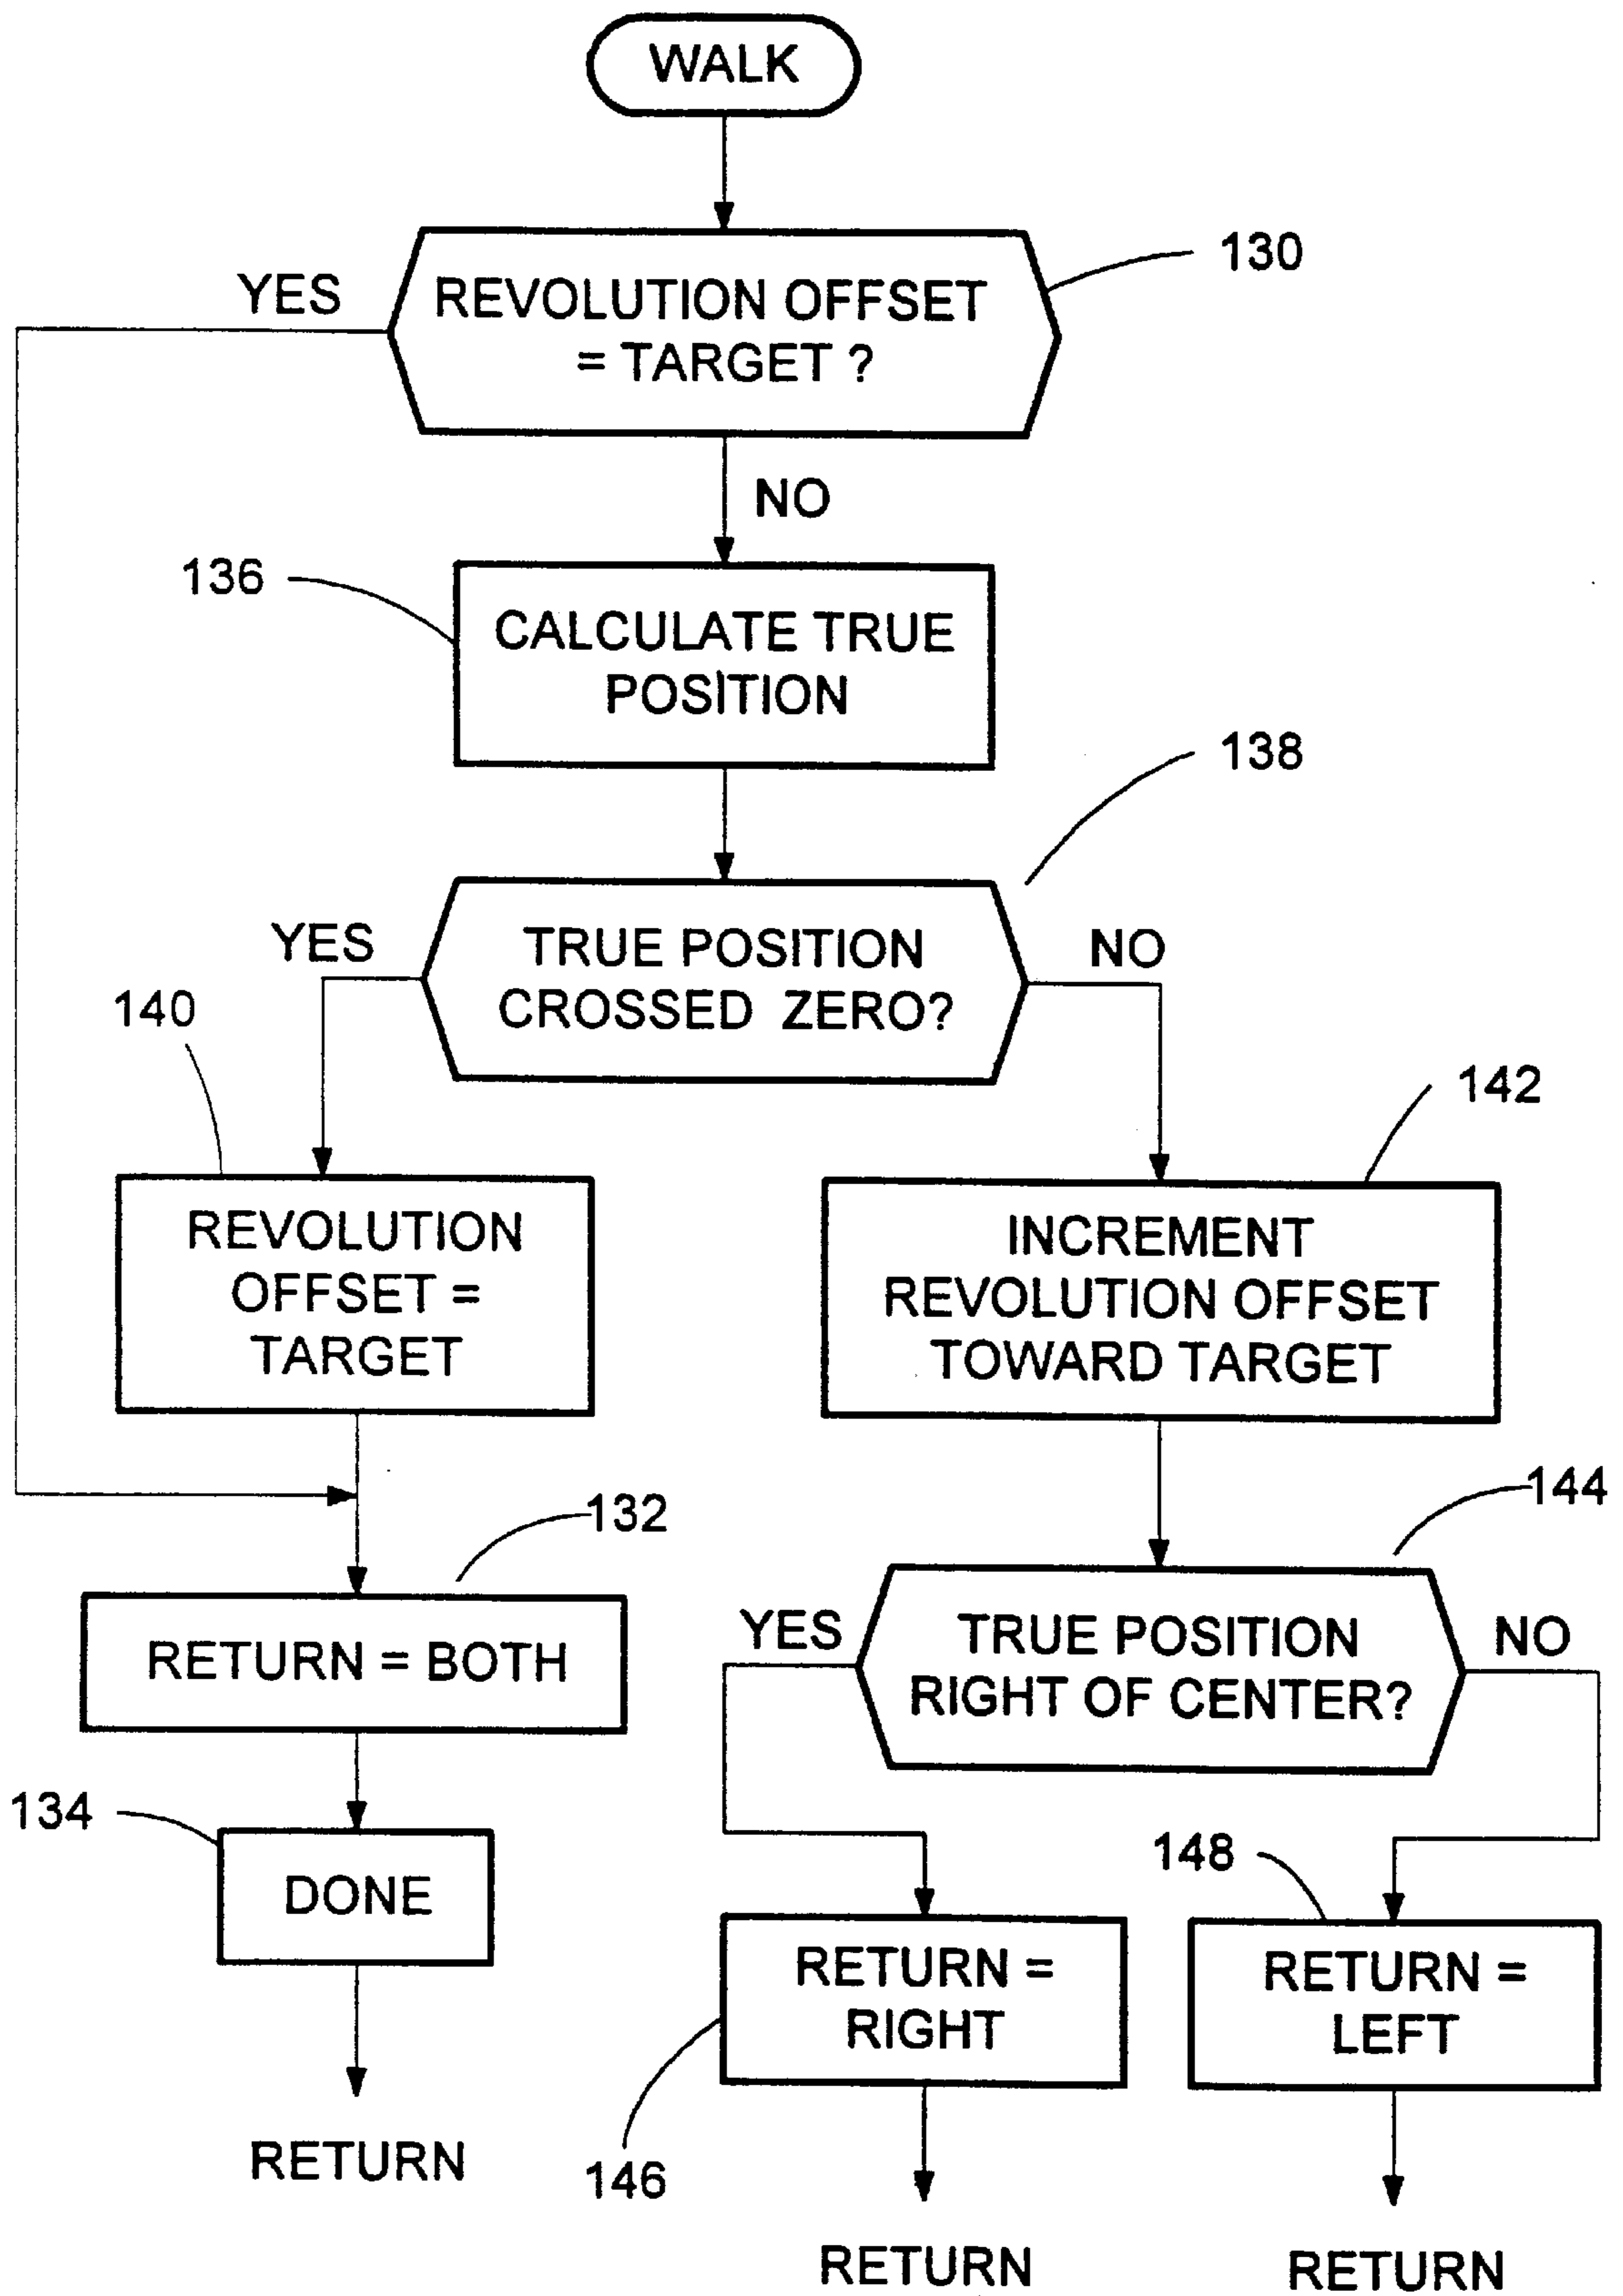 WALK
130
YES
REVOLUTION OFFSET
= TARGET ?
NO
136
CALCULATE TRUE
POSITION
138
YES
TRUE POSITION
CROSSED ZERO?
NO
140
142
REVOLUTION
OFFSET =
TARGET
INCREMENT
REVOLUTION OFFSET
TOWARD TARGET
132
144
RETURN = BOTH
YES
TRUE POSITION
RIGHT OF CENTER?
NO
134
DONE
148
RETURN =
RIGHT
RETURN =
LEFT
146
RETURN
RETURN
RETURN